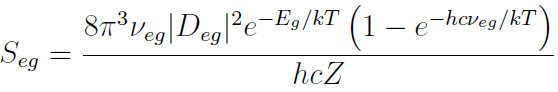 S_{eg} = \frac{8\pi^3 \nu_{eg} |D_{eg}|^2 e^{-E_g/kT} \left(1 - e^{-hc\nu_{eg}/kT}\right)}{hcZ}